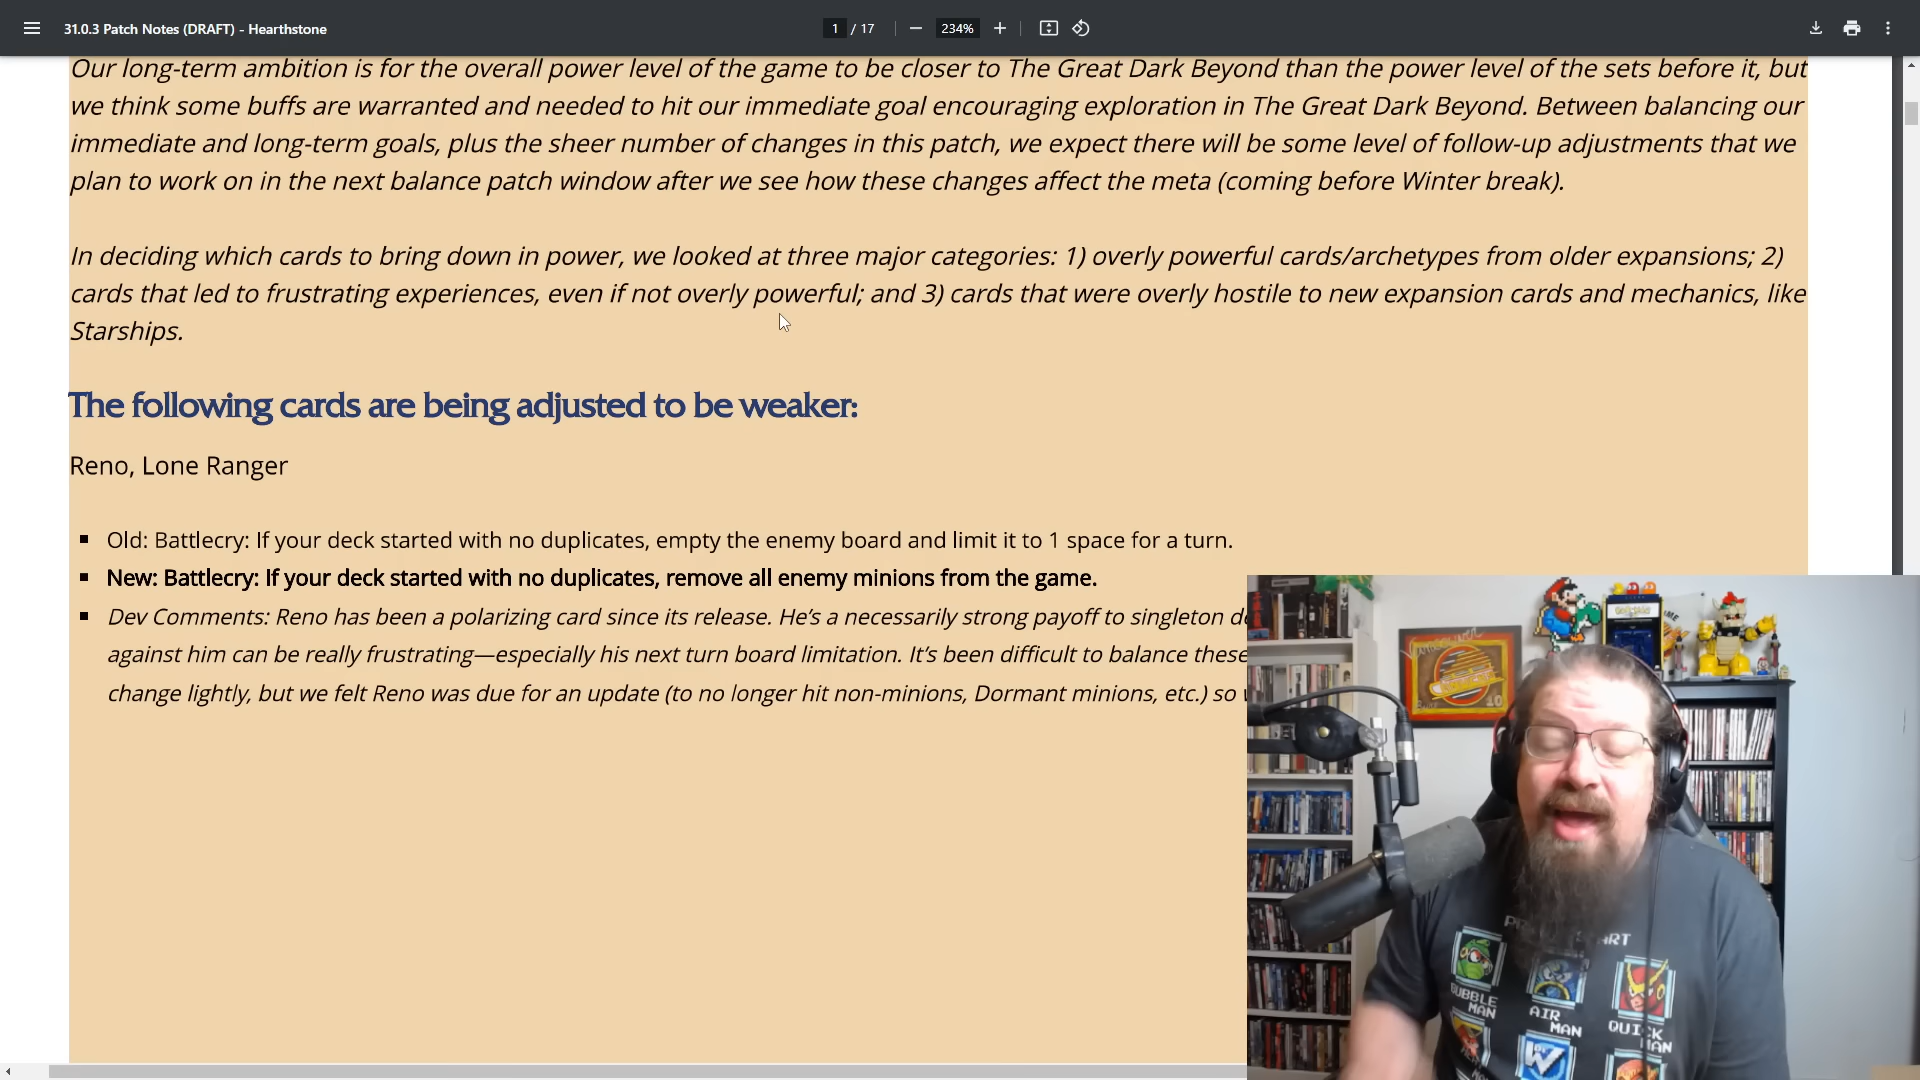 31.0.3 Patch Notes (DRAFT) - Hearthstone
1 / 17
234%
Our long-term ambition is for the overall power level of the game to be closer to The Great Dark Beyond than the power level of the sets before it, but
we think some buffs are warranted and needed to hit our immediate goal encouraging exploration in The Great Dark Beyond. Between balancing our
immediate and long-term goals, plus the sheer number of changes in this patch, we expect there will be some level of follow-up adjustments that we
plan to work on in the next balance patch window after we see how these changes affect the meta (coming before Winter break).
In deciding which cards to bring down in power, we looked at three major categories: 1) overly powerful cards/archetypes from older expansions; 2)
cards that led to frustrating experiences, even if not overly powerful; and 3) cards that were overly hostile to new expansion cards and mechanics, like
Starships.
The following cards are being adjusted to be weaker:
Reno, Lone Ranger
Old: Battlecry: If your deck started with no duplicates, empty the enemy board and limit it to 1 space for a turn.
New: Battlecry: If your deck started with no duplicates, remove all enemy minions from the game.
Dev Comments: Reno has been a polarizing card since its release. He's a necessarily strong payoff to singleton
against him can be really frustrating—especially his next turn board limitation. It's been difficult to balance these
change lightly, but we felt Reno was due for an update (to no longer hit non-minions, Dormant minions, etc.) so
BUBBLE
MAN
AIR
MAN
QUICK
MAN
W